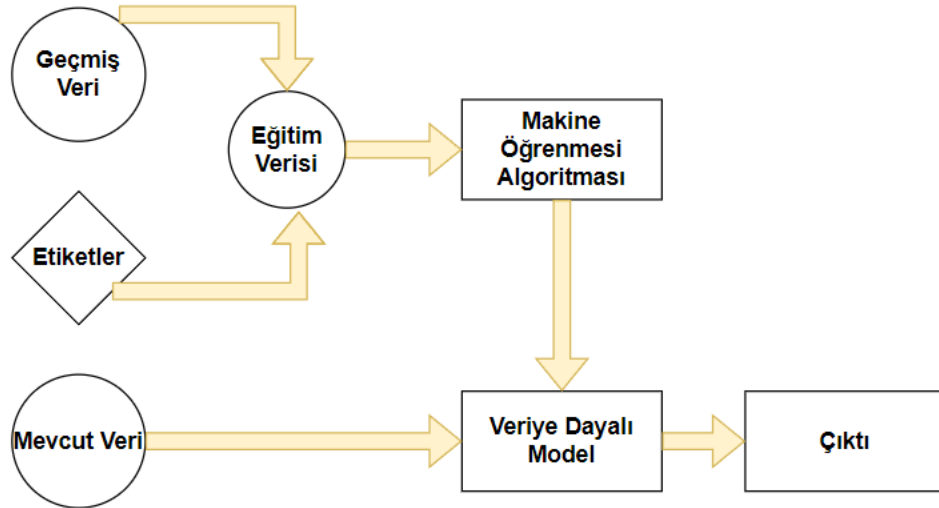 Geçmiş
Veri
Eğitim
Verisi
Makine
Öğrenmesi
Algoritması
Etiketler
Mevcut Veri
Veriye Dayalı
Model
Çıktı